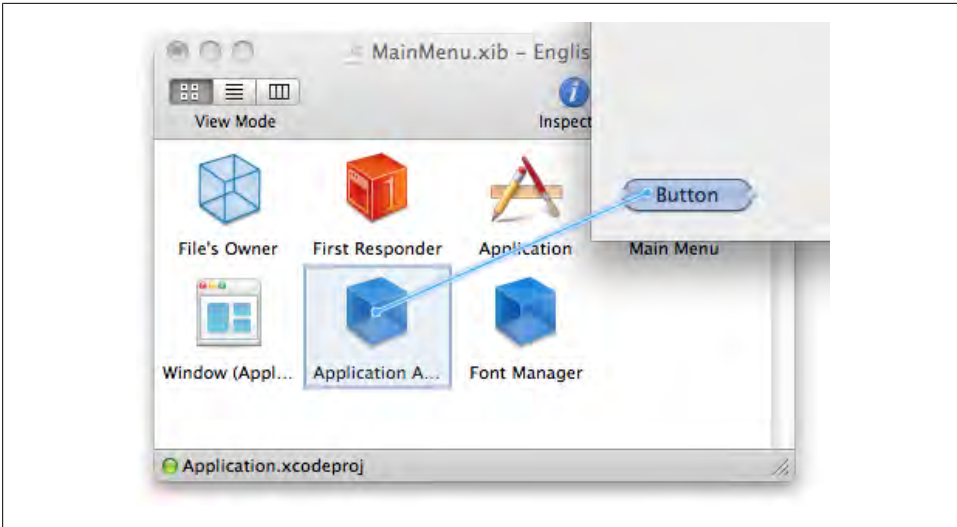 MainMenu.xib – Englis
View Mode
Inspect
Button
File's Owner
First Responder
Application
Main Menu
Window (Appl...
Application A...
Font Manager
Application.xcodeproj